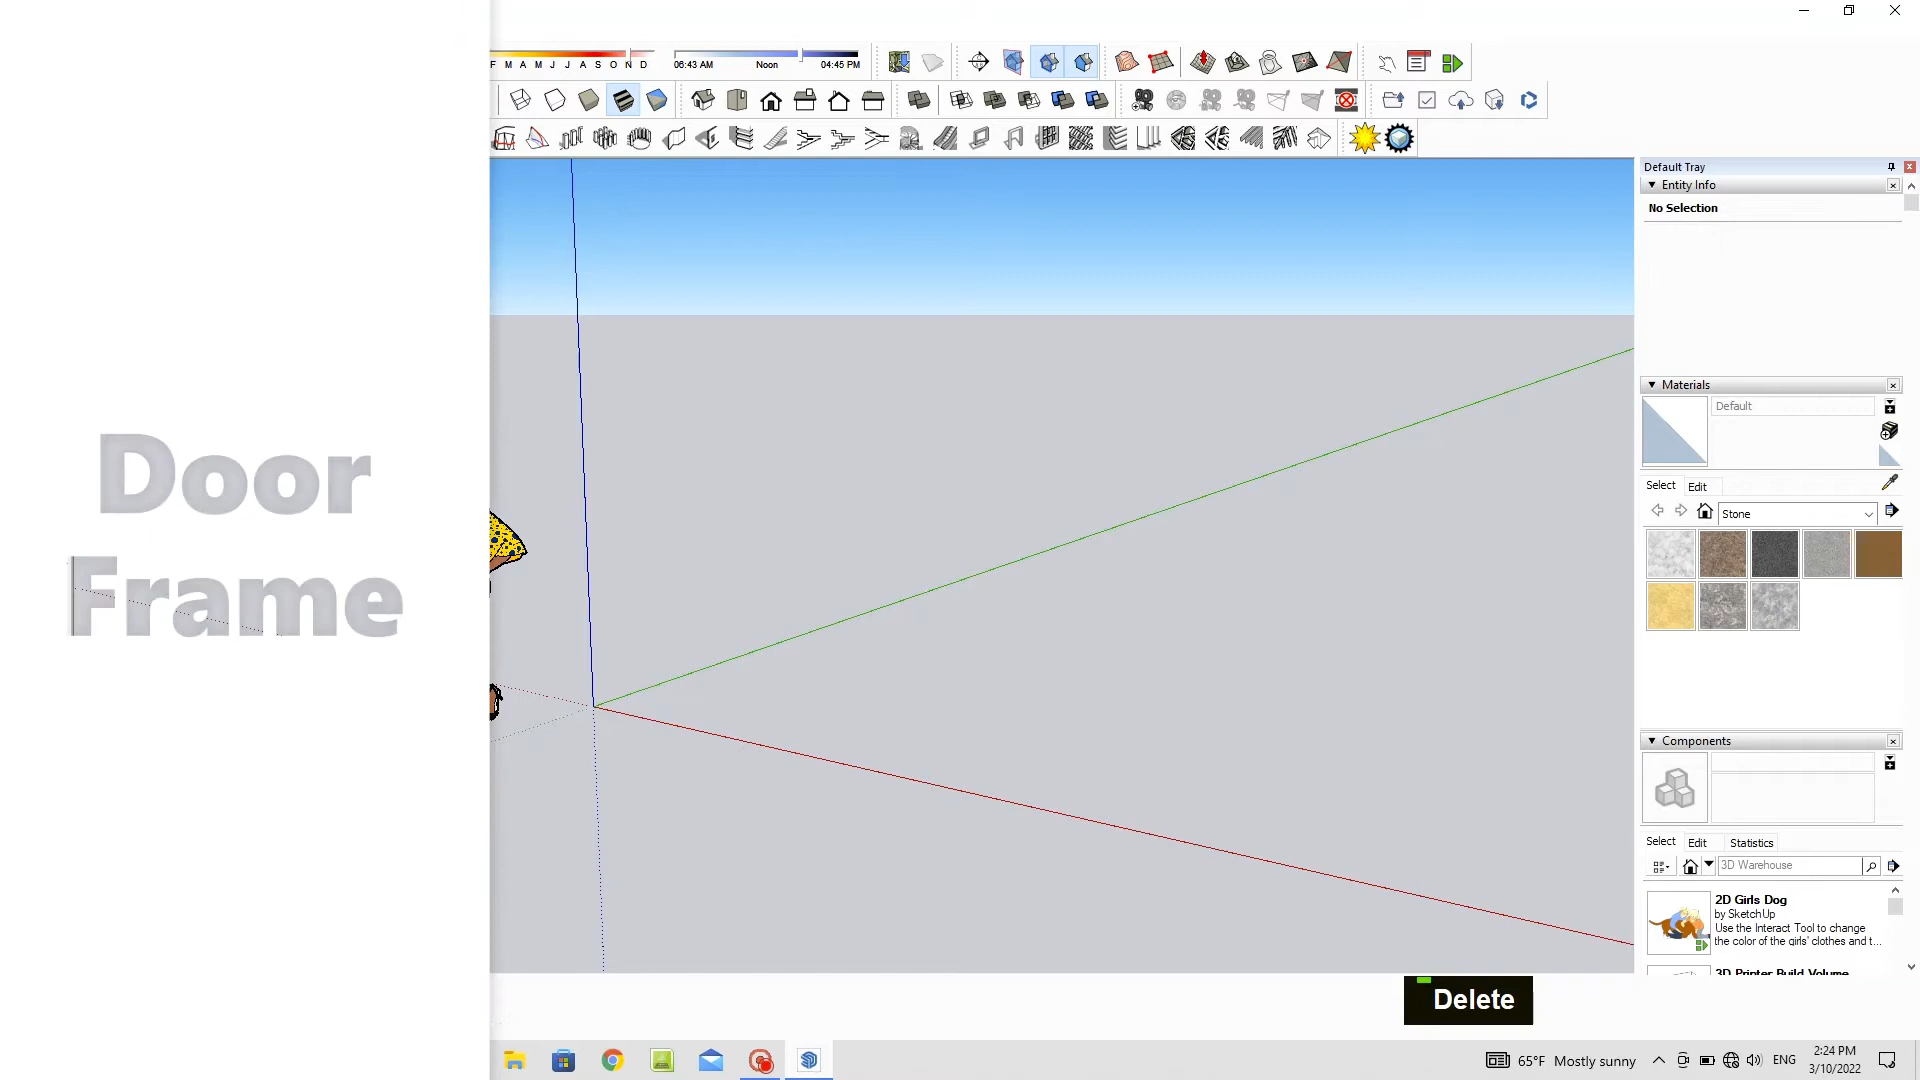 F M A M J J A S O N D
06:43 AM Noon 04:45 PM
Default Tray
Entity Info
No Selection
Materials
Default
Select Edit
Stone
Door
Frame
Components
Select Edit Statistics
3D Warehouse
2D Girls Dog
by SketchUp
Use the Interact Tool to change
the color of the girls' clothes and t...
3D Printer Build Volume
Delete
65°F Mostly sunny
ENG
2:24 PM
3/10/2022